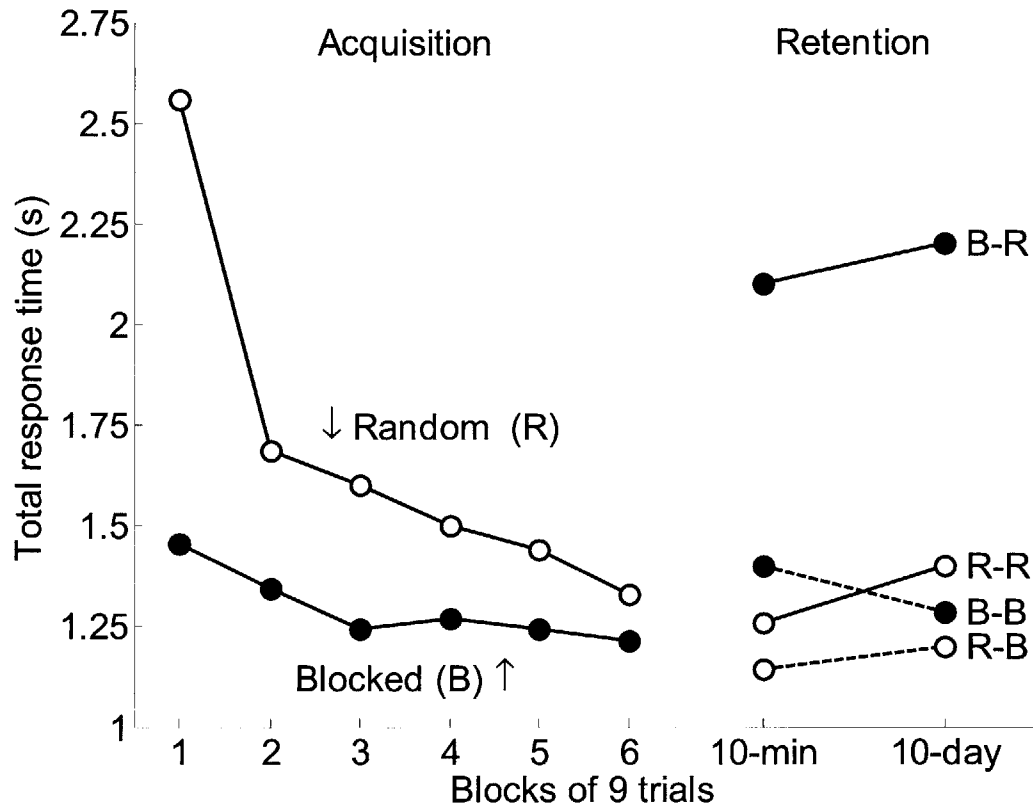 Acquisition
Retention
Total response time (s)
2.75
2.5
2.25
2
1.75
1.5
1.25
1
↓ Random (R)
Blocked (B) ↑
B-R
R-R
B-B
R-B
1 2 3 4 5 6 10-min 10-day
Blocks of 9 trials